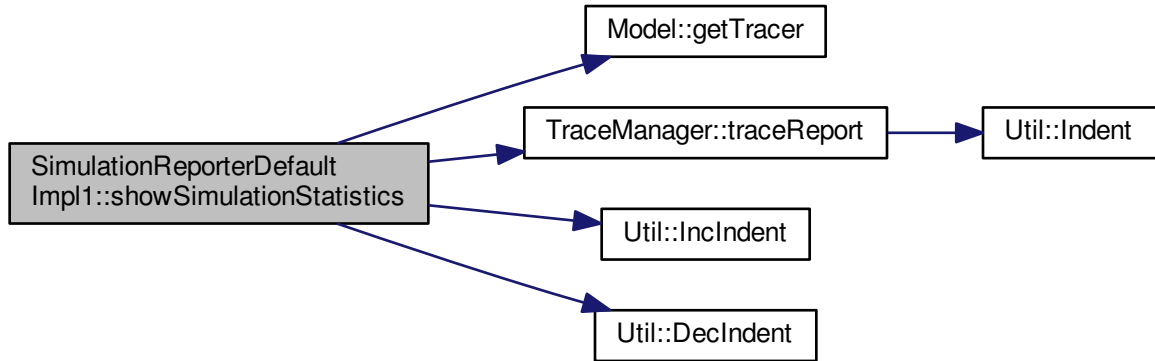 Model::getTracer
TraceManager::traceReport
Util::Indent
SimulationReporterDefault
Impl1::showSimulationStatistics
Util::IncIndent
Util::DecIndent